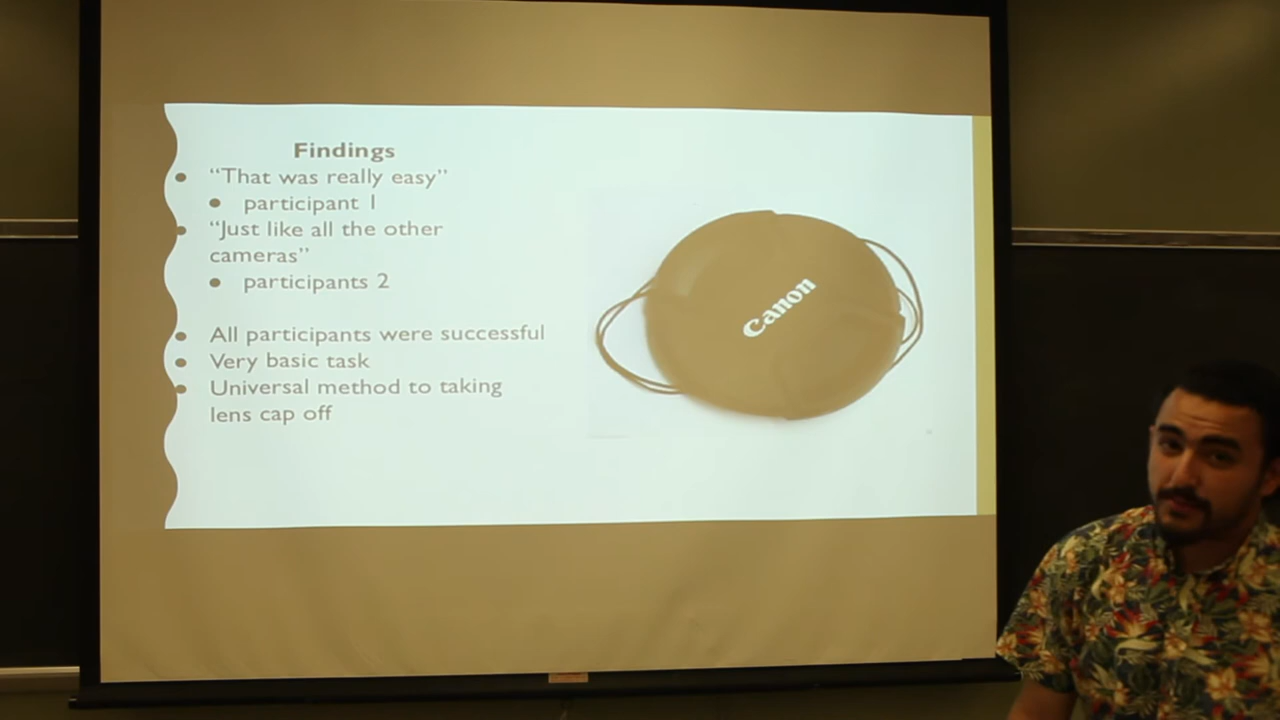 Findings
“That was really easy”
participant 1
“Just like all the other
cameras”
participants 2
All participants were successful
Very basic task
Universal method to taking
lens cap off
Canon